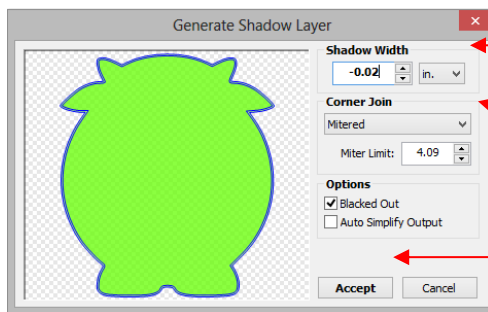 Generate Shadow Layer
Shadow Width
-0.02 in.
Corner Join
Mitered
Miter Limit: 4.09
Options
Blacked Out
Auto Simplify Output
Accept Cancel